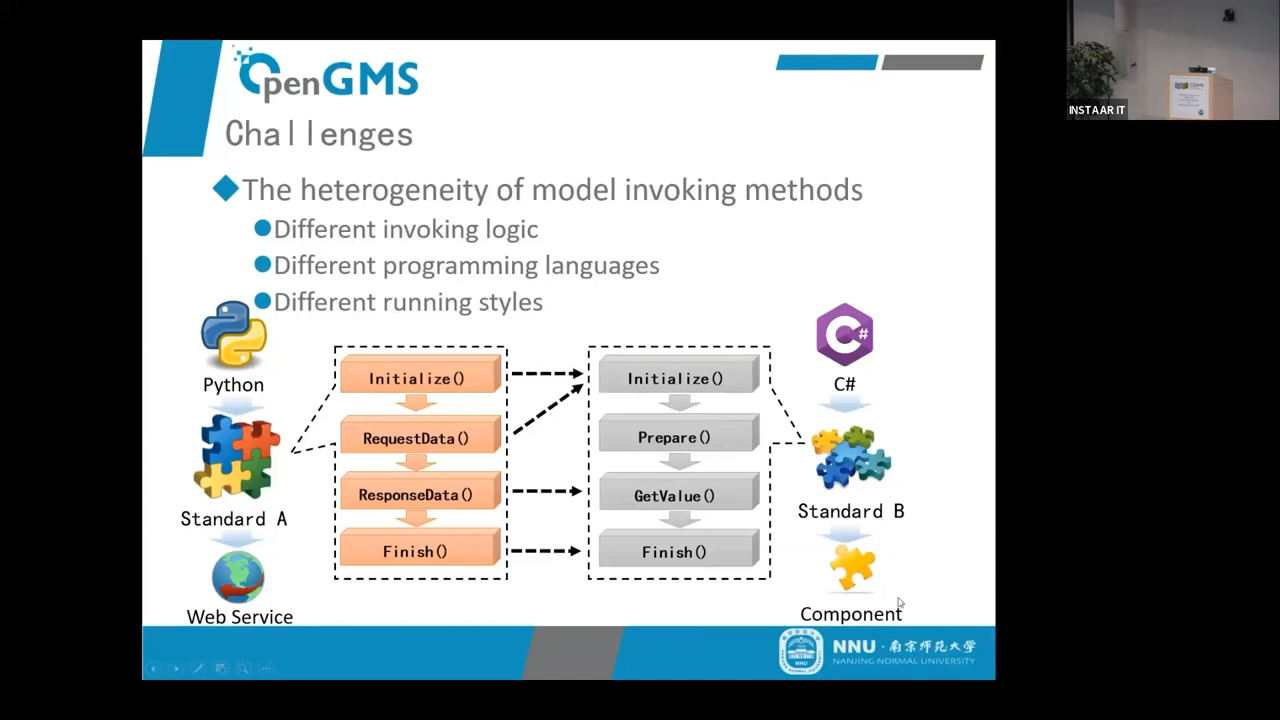 OpenGMS
Challenges
The heterogeneity of model invoking methods
Different invoking logic
Different programming languages
Different running styles
Python
Standard A
Web Service
Initialize()
RequestData()
ResponseData()
Finish()
Initialize()
Prepare()
GetValue()
Finish()
C#
C#
Standard B
Component
NNU
NNU · 南京师范大学
NANJING NORMAL UNIVERSITY
INSTAAR IT